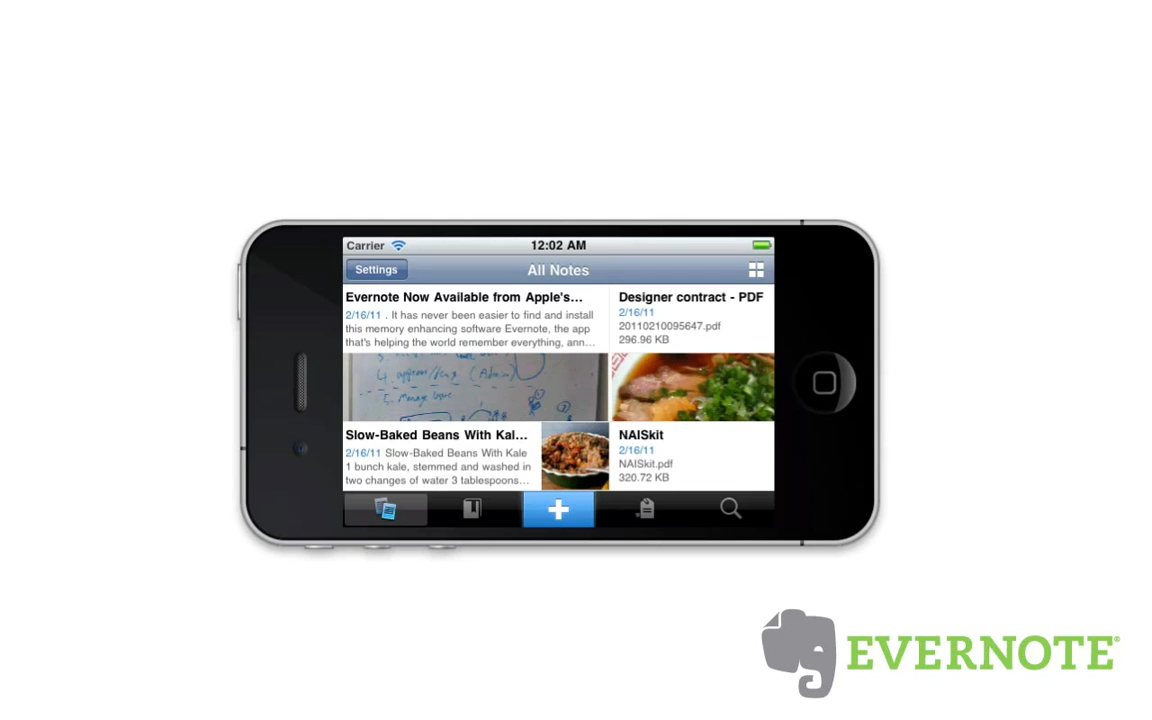 Carrier 12:02 AM
Settings All Notes
Evernote Now Available from Apple's...
2/16/11 . It has never been easier to find and install
this memory enhancing software Evernote, the app
that's helping the world remember everything, ann...
Designer contract - PDF
2/16/11
20110210095647.pdf
296.96 KB
(Admin)
5. Manage
Slow-Baked Beans With Kal...
2/16/11 Slow-Baked Beans With Kale
1 bunch kale, stemmed and washed in
two changes of water 3 tablespoons...
NAISkit
2/16/11
NAISkit.pdf
320.72 KB
EVERNOTE®